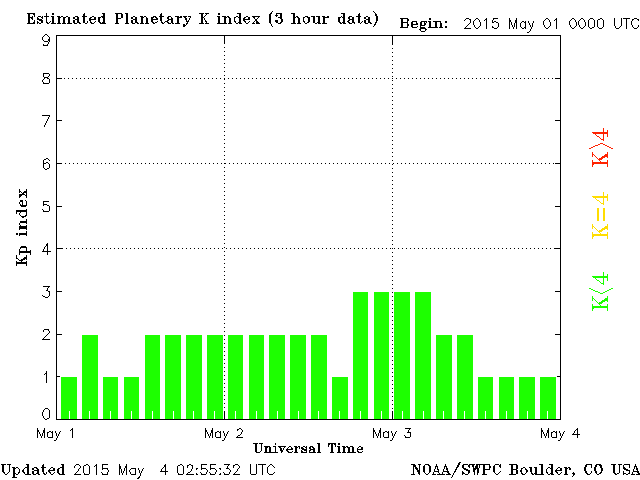 Estimated Planetary K index (3 hour data)
Begin: 2015 May 01 0000 UTC
9
8
7
6
5
4
3
2
1
0
Kp index
May 1
May 2
May 3
May 4
Universal Time
K>4
K=4
K<4
Updated 2015 May 4 02:55:32 UTC
NOAA/SWPC Boulder, CO USA